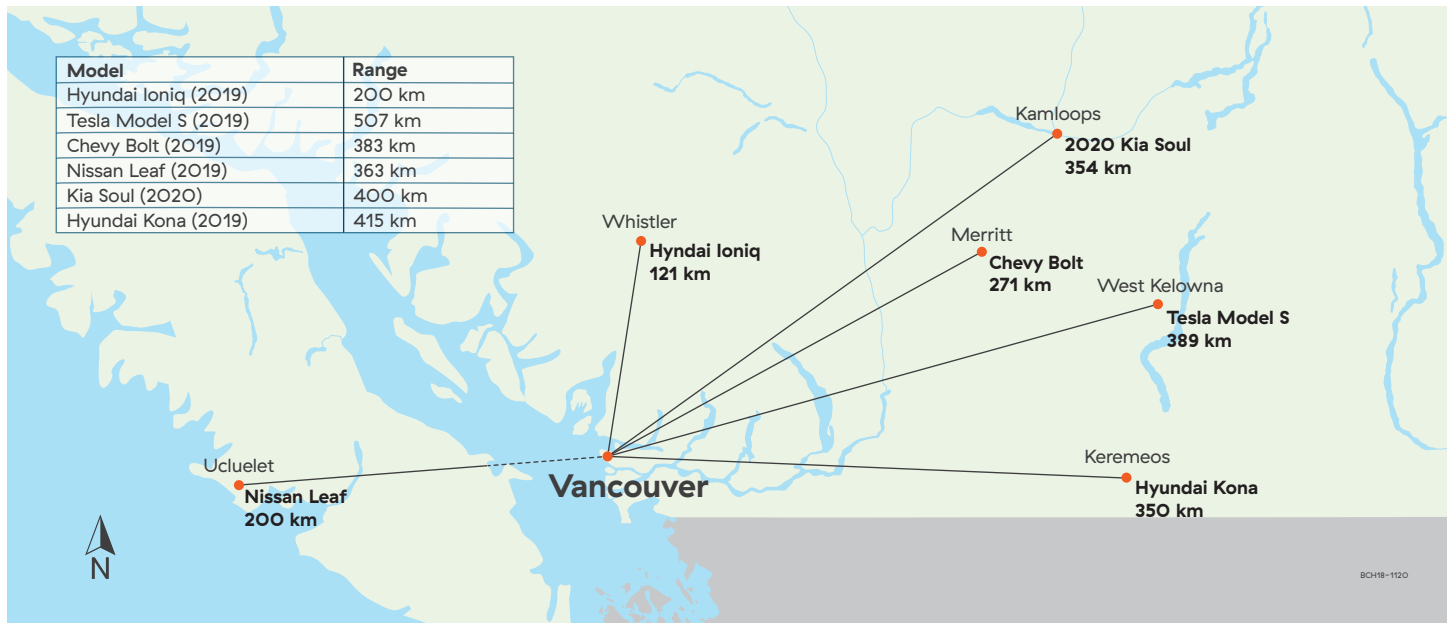 Model Range
Hyundai Ioniq (2019) 200 km
Tesla Model S (2019) 507 km
Chevy Bolt (2019) 383 km
Nissan Leaf (2019) 363 km
Kia Soul (2020) 400 km
Hyundai Kona (2019) 415 km
Kamloops
2020 Kia Soul
354 km
Whistler
Hyndai Ioniq
121 km
Merritt
Chevy Bolt
271 km
West Kelowna
Tesla Model S
389 km
Ucluelet
Nissan Leaf
200 km
Vancouver
Keremeos
Hyundai Kona
350 km
N
BCH18-1120